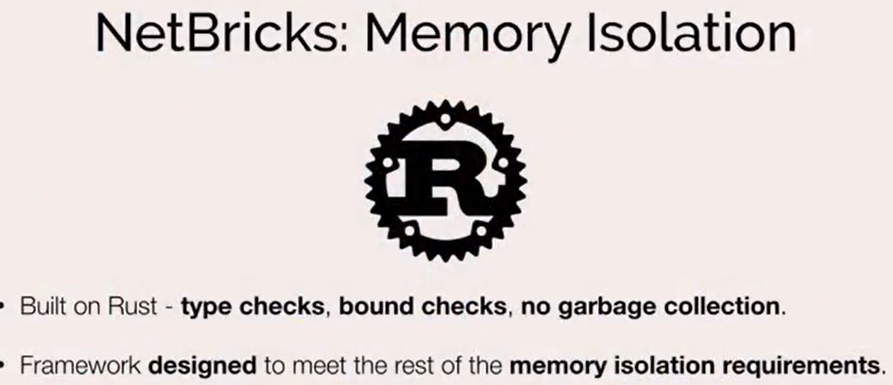 NetBricks: Memory Isolation
R
• Built on Rust - type checks, bound checks, no garbage collection.
• Framework designed to meet the rest of the memory isolation requirements.